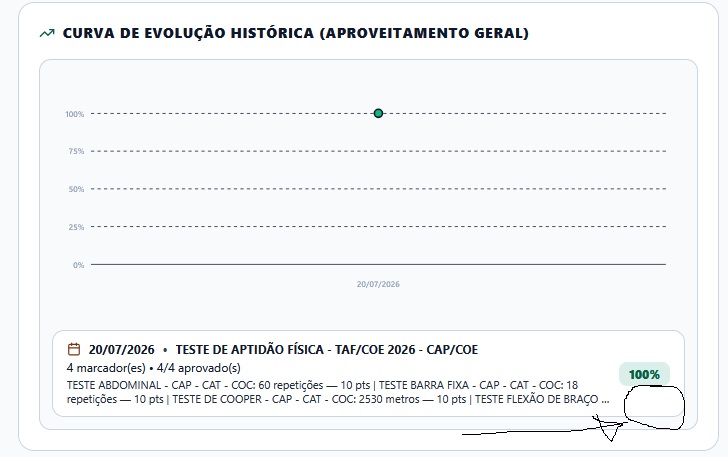 CURVA DE EVOLUÇÃO HISTÓRICA (APROVEITAMENTO GERAL)
100%
75%
50%
25%
0%
20/07/2026
20/07/2026 • TESTE DE APTIDÃO FÍSICA - TAF/COE 2026 - CAP/COE
4 marcador(es) • 4/4 aprovado(s)
100%
TESTE ABDOMINAL - CAP - CAT - COC: 60 repetições — 10 pts | TESTE BARRA FIXA - CAP - CAT - COC: 18
repetições — 10 pts | TESTE DE COOPER - CAP - CAT - COC: 2530 metros — 10 pts | TESTE FLEXÃO DE BRAÇO ...